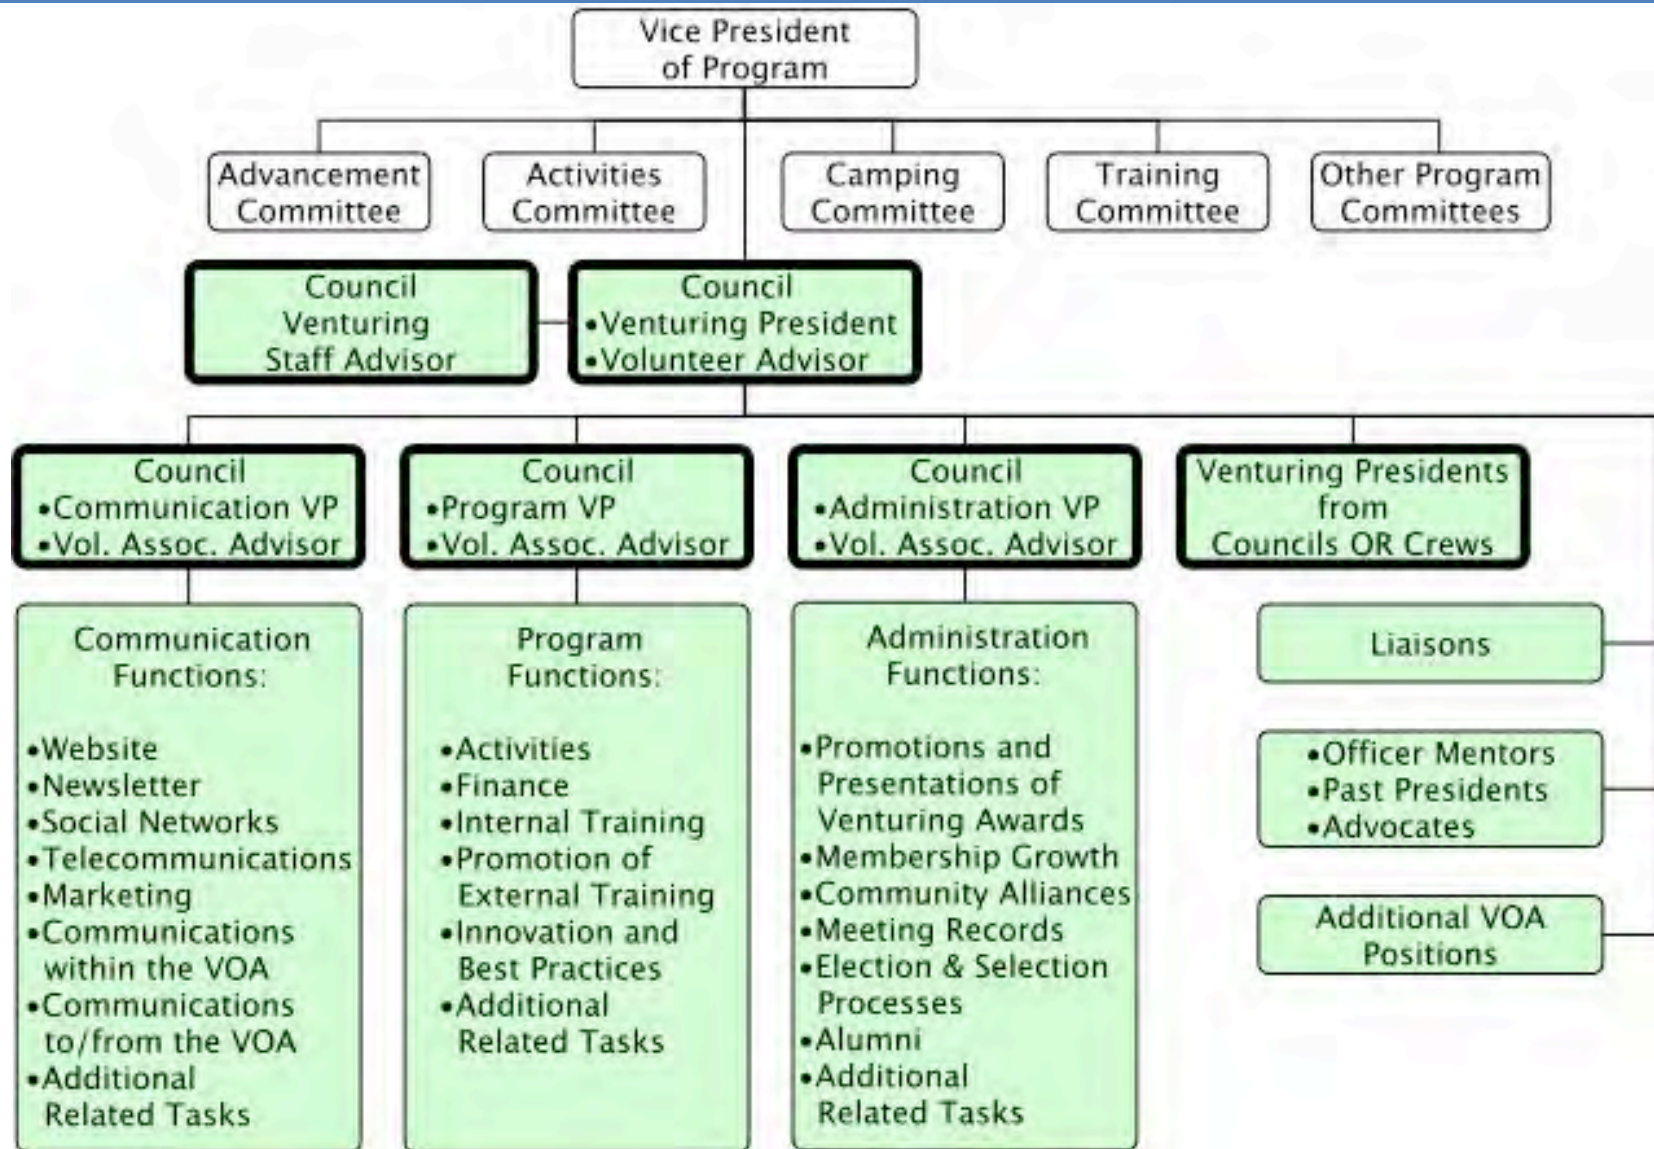 Vice President
of Program
Advancement
Committee
Activities
Committee
Camping
Committee
Training
Committee
Other Program
Committees
Council
Venturing
Staff Advisor
Council
•Venturing President
•Volunteer Advisor
Council
•Communication VP
•Vol. Assoc. Advisor
Council
•Program VP
•Vol. Assoc. Advisor
Council
•Administration VP
•Vol. Assoc. Advisor
Venturing Presidents
from
Councils OR Crews
Communication
Functions:
•Website
•Newsletter
•Social Networks
•Telecommunications
•Marketing
•Communications
within the VOA
•Communications
to/from the VOA
•Additional
Related Tasks
Program
Functions:
•Activities
•Finance
•Internal Training
•Promotion of
External Training
•Innovation and
Best Practices
•Additional
Related Tasks
Administration
Functions:
•Promotions and
Presentations of
Venturing Awards
•Membership Growth
•Community Alliances
•Meeting Records
•Election & Selection
Processes
•Alumni
•Additional
Related Tasks
Liaisons
•Officer Mentors
•Past Presidents
•Advocates
Additional VOA
Positions